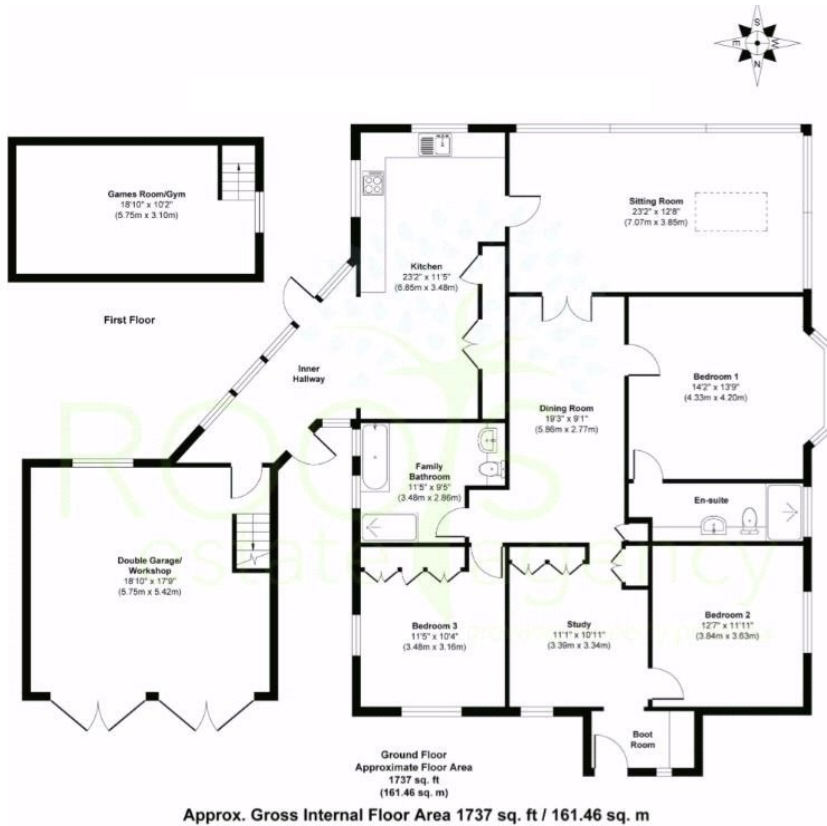 S
E
W
N
Games Room/Gym
18'10" x 10'2"
(5.75m x 3.10m)
First Floor
Sitting Room
23'2" x 12'8"
(7.07m x 3.85m)
Kitchen
23'2" x 11'5"
(6.85m x 3.48m)
Inner
Hallway
Bedroom 1
14'2" x 13'9"
(4.33m x 4.20m)
Dining Room
19'3" x 9'1"
(5.86m x 2.77m)
Family
Bathroom
11'5" x 9'5"
(3.48m x 2.86m)
En-suite
Double Garage/
Workshop
18'10" x 17'9"
(5.75m x 5.42m)
Bedroom 3
11'5" x 10'4"
(3.48m x 3.16m)
Study
11'1" x 10'11"
(3.39m x 3.34m)
Bedroom 2
12'7" x 11'11"
(3.84m x 3.63m)
Boot
Room
Ground Floor
Approximate Floor Area
1737 sq. ft
(161.46 sq. m)
Approx. Gross Internal Floor Area 1737 sq. ft / 161.46 sq. m
ROOTS
estate agency